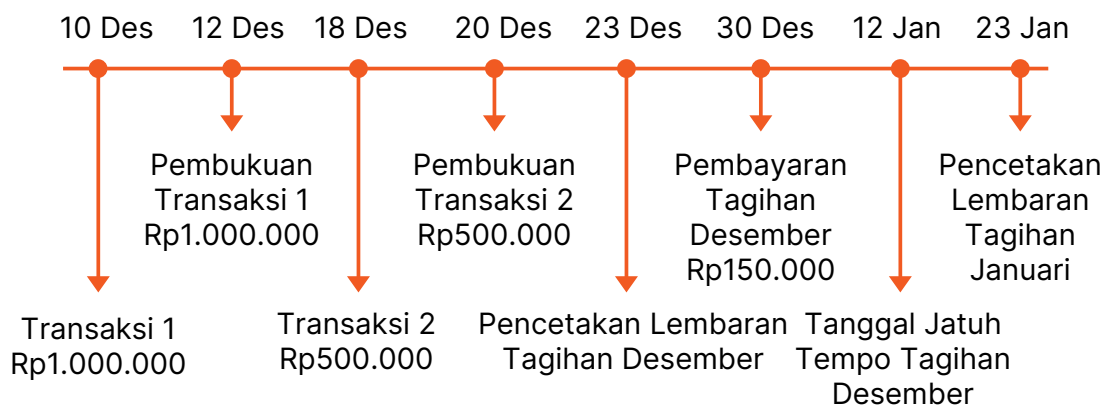 10 Des 12 Des 18 Des 20 Des 23 Des 30 Des 12 Jan 23 Jan
Pembukuan
Transaksi 1
Rp1.000.000
Pembukuan
Transaksi 2
Rp500.000
Pembayaran
Tagihan
Desember
Rp150.000
Pencetakan
Lembaran
Tagihan
Januari
Transaksi 1
Rp1.000.000
Transaksi 2
Rp500.000
Pencetakan Lembaran
Tagihan Desember
Tanggal Jatuh
Tempo Tagihan
Desember